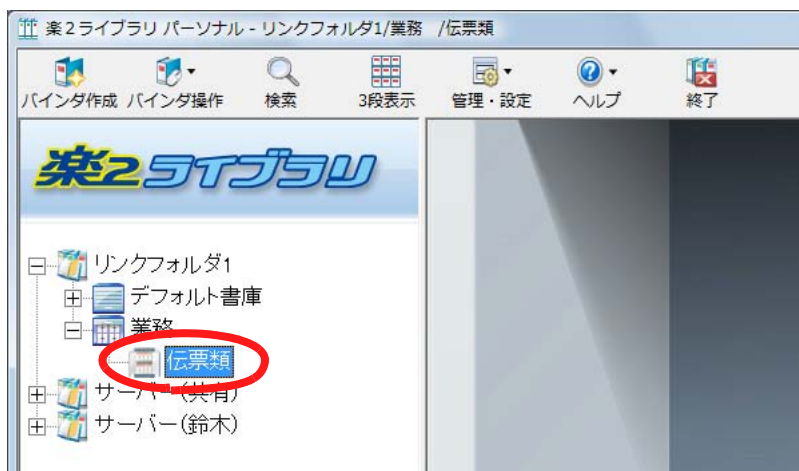 楽2ライブラリ パーソナル - リンクフォルダ1/業務 /伝票類
バインダ作成 バインダ操作 検索 3段表示 管理・設定 ヘルプ 終了
楽2ライブラリ
リンクフォルダ1
デフォルト書庫
業務
伝票類
サーバー(共有)
サーバー(鈴木)